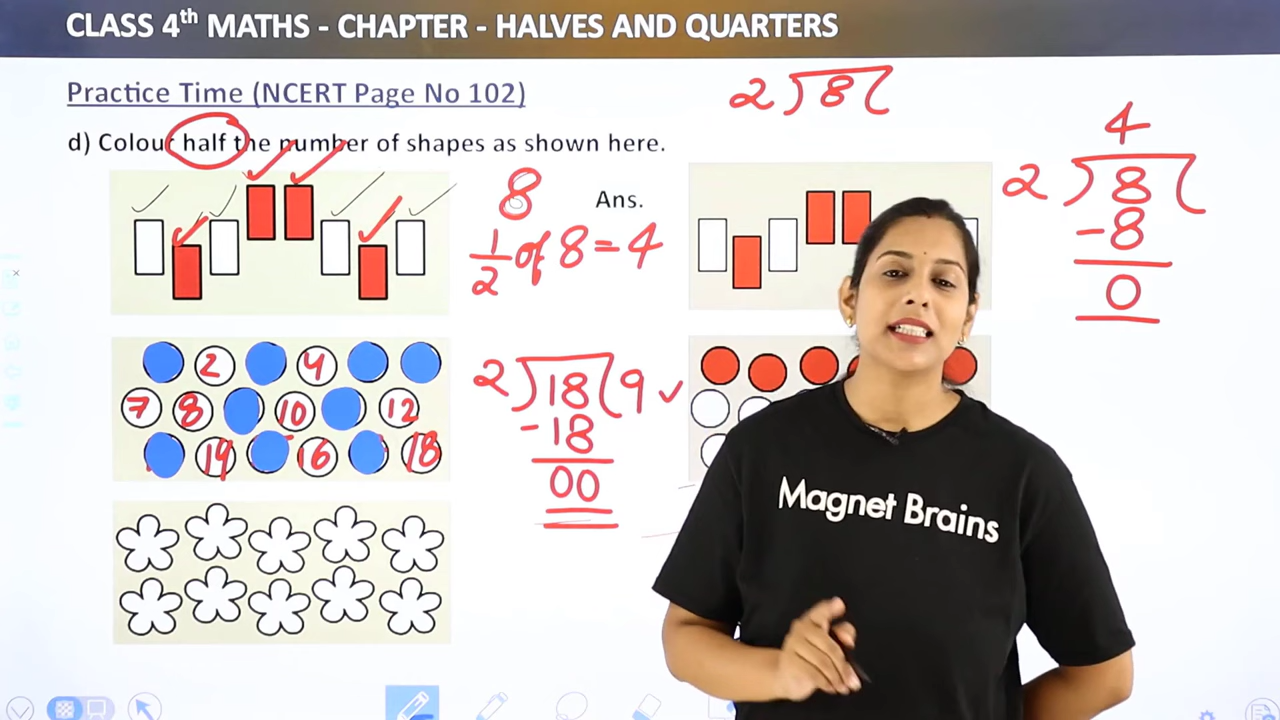 CLASS 4th MATHS - CHAPTER - HALVES AND QUARTERS
Practice Time (NCERT Page No 102)
d) Colour half the number of shapes as shown here.
2)8(
4
2)8(
-8
0
8
Ans.
1/2 of 8=4
2 4
7 8 10 12
14 16 18
2)18(9 ✓
-18
00
Magnet Brains